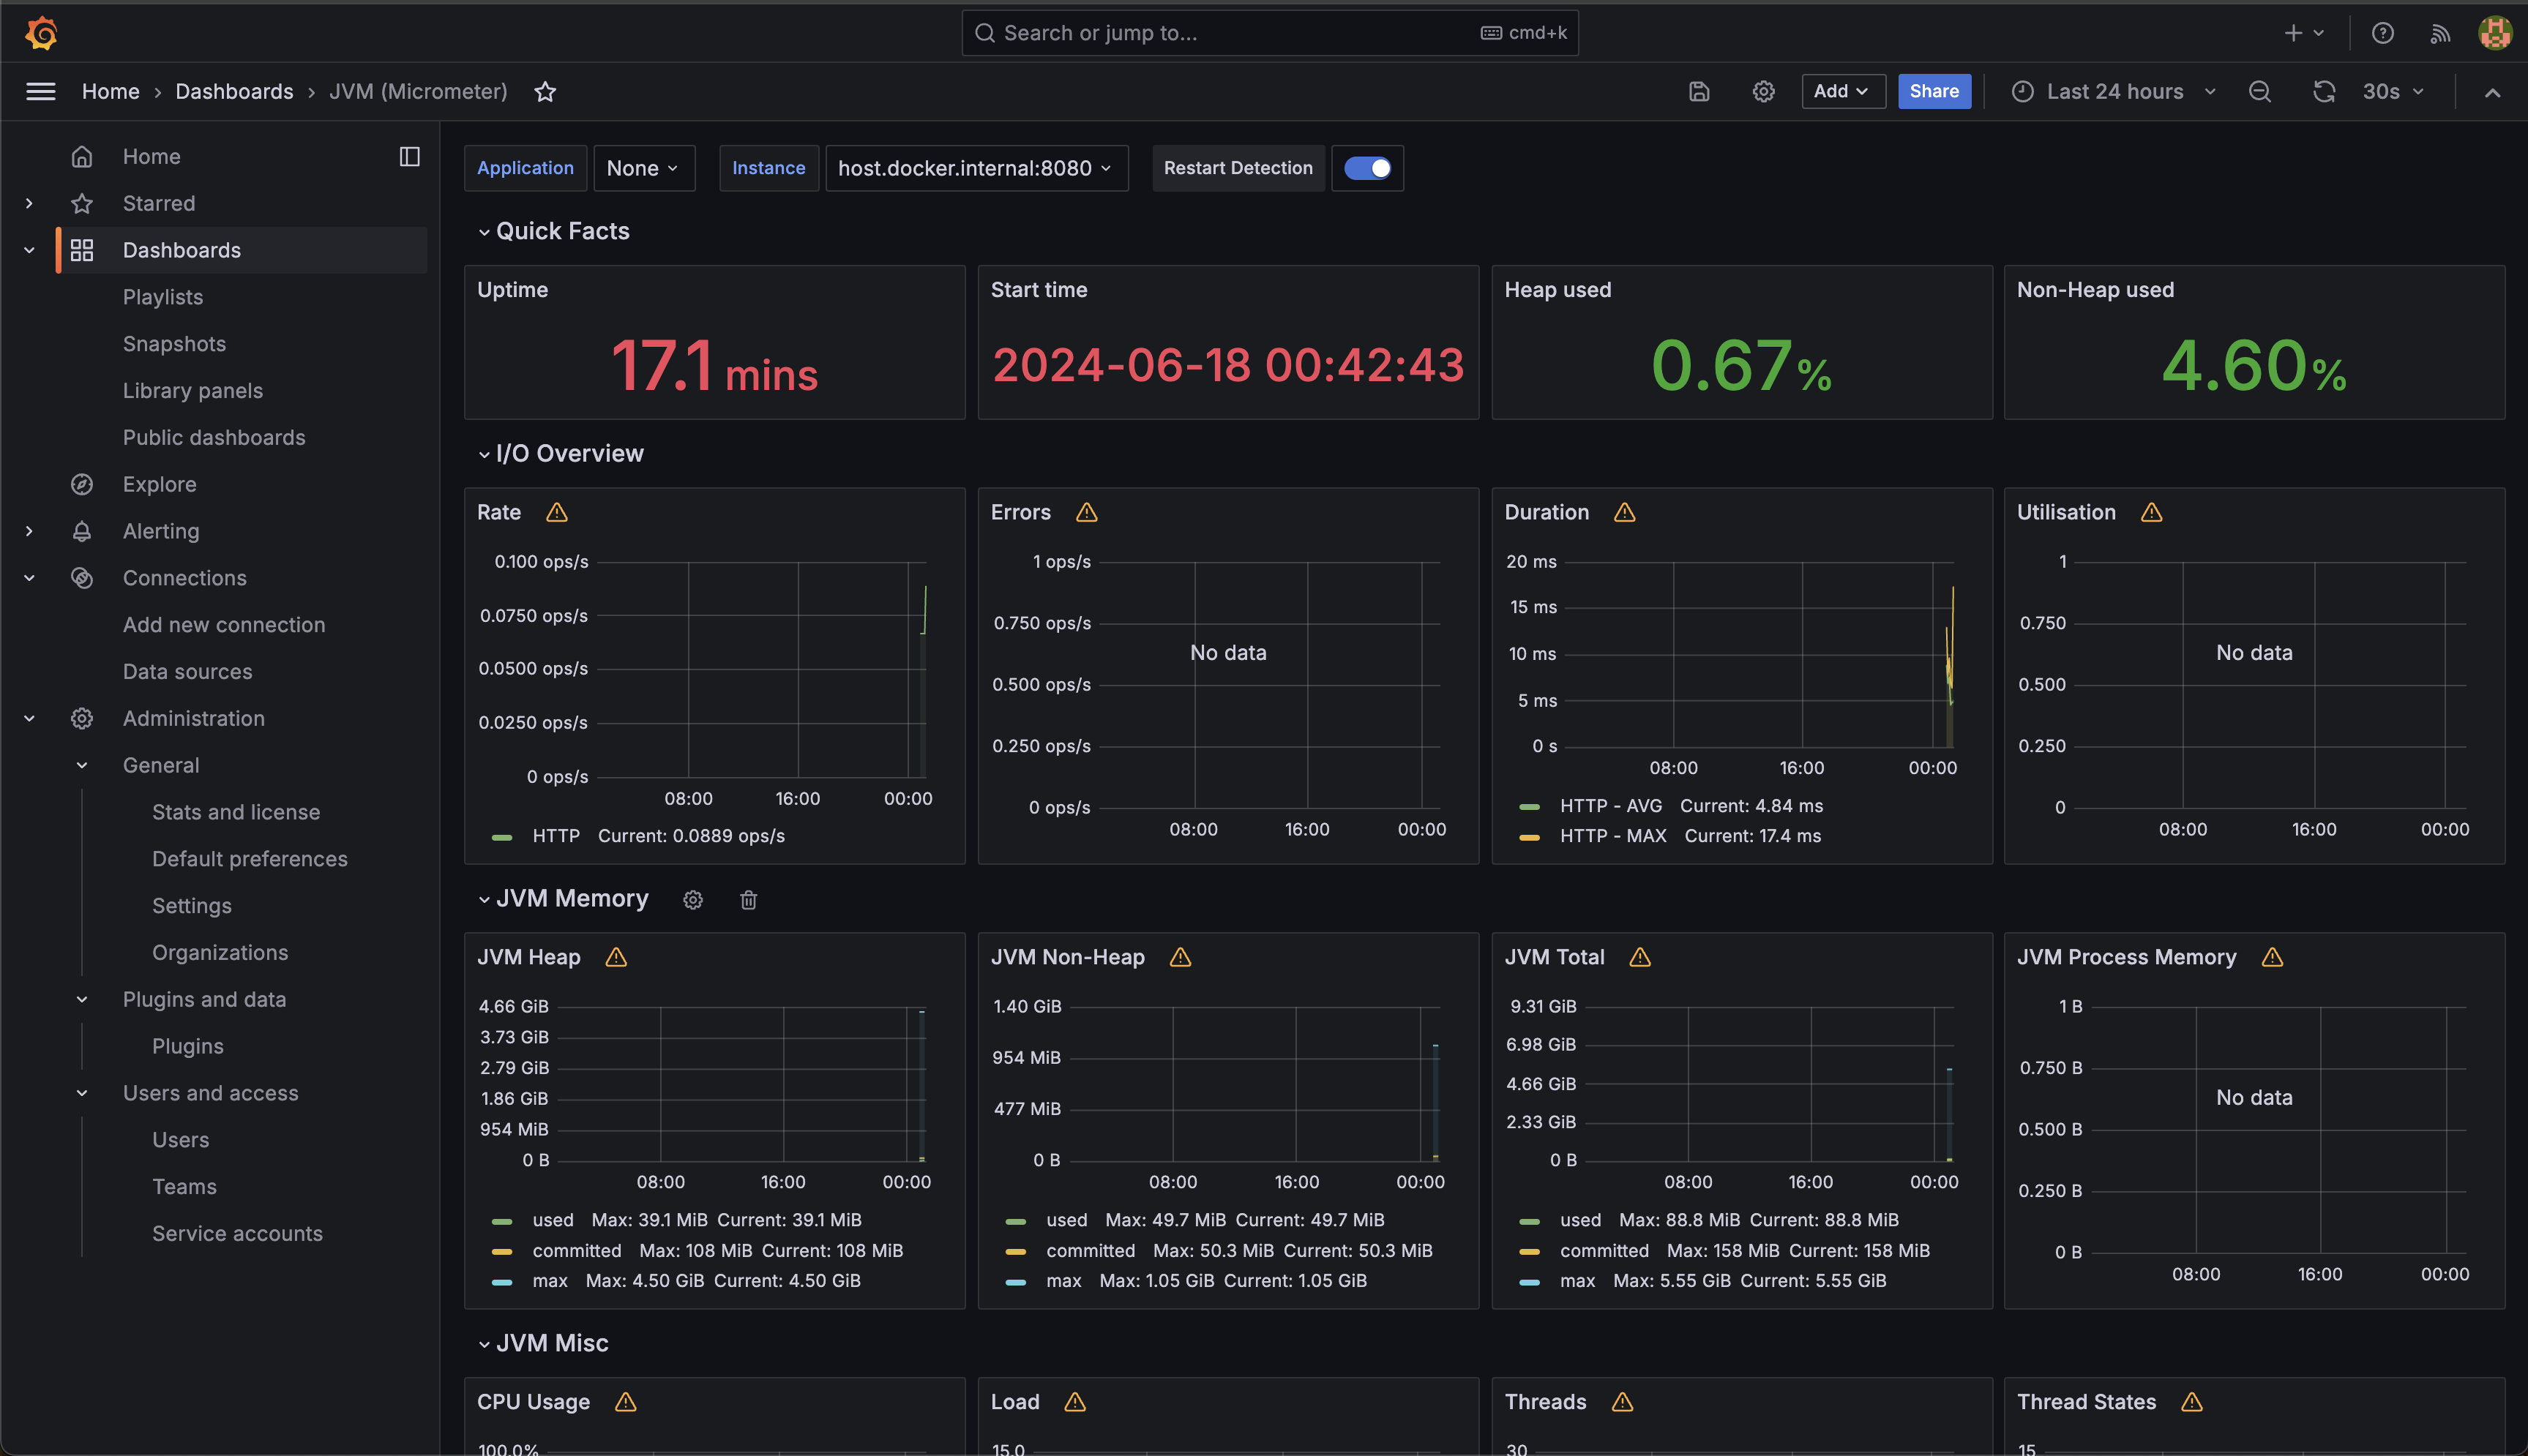 Search or jump to...
cmd+k
Home
Dashboards
JVM (Micrometer)
Add
Share
Last 24 hours
30s
Home
Starred
Dashboards
Playlists
Snapshots
Library panels
Public dashboards
Explore
Alerting
Connections
Add new connection
Data sources
Administration
General
Stats and license
Default preferences
Settings
Organizations
Plugins and data
Plugins
Users and access
Users
Teams
Service accounts
Application
None
Instance
host.docker.internal:8080
Restart Detection
Quick Facts
Uptime
17.1 mins
Start time
2024-06-18 00:42:43
Heap used
0.67%
Non-Heap used
4.60%
I/O Overview
Rate
0.100 ops/s
0.0750 ops/s
0.0500 ops/s
0.0250 ops/s
0 ops/s
08:00 16:00 00:00
HTTP Current: 0.0889 ops/s
Errors
1 ops/s
0.750 ops/s
No data
0.500 ops/s
0.250 ops/s
0 ops/s
08:00 16:00 00:00
Duration
20 ms
15 ms
10 ms
5 ms
0 s
08:00 16:00 00:00
HTTP - AVG Current: 4.84 ms
HTTP - MAX Current: 17.4 ms
Utilisation
1
0.750
No data
0.500
0.250
0
08:00 16:00 00:00
JVM Memory
JVM Heap
4.66 GiB
3.73 GiB
2.79 GiB
1.86 GiB
954 MiB
0 B
08:00 16:00 00:00
used Max: 39.1 MiB Current: 39.1 MiB
committed Max: 108 MiB Current: 108 MiB
max Max: 4.50 GiB Current: 4.50 GiB
JVM Non-Heap
1.40 GiB
954 MiB
477 MiB
0 B
08:00 16:00 00:00
used Max: 49.7 MiB Current: 49.7 MiB
committed Max: 50.3 MiB Current: 50.3 MiB
max Max: 1.05 GiB Current: 1.05 GiB
JVM Total
9.31 GiB
6.98 GiB
4.66 GiB
2.33 GiB
0 B
08:00 16:00 00:00
used Max: 88.8 MiB Current: 88.8 MiB
committed Max: 158 MiB Current: 158 MiB
max Max: 5.55 GiB Current: 5.55 GiB
JVM Process Memory
1 B
0.750 B
No data
0.500 B
0.250 B
0 B
08:00 16:00 00:00
JVM Misc
CPU Usage
100.0%
Load
15.0
Threads
30
Thread States
15